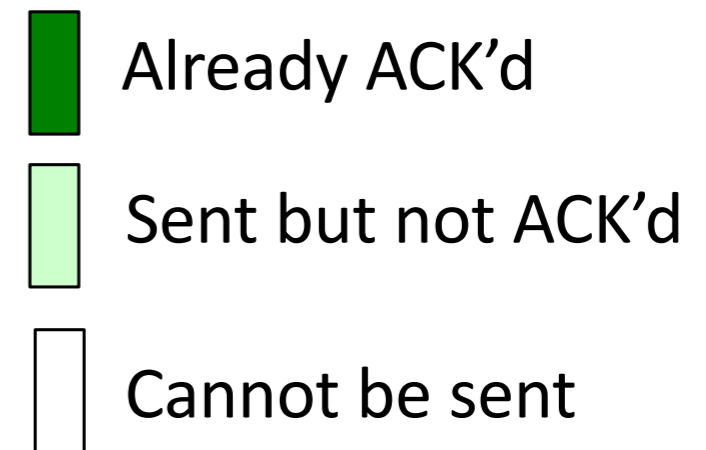 Already ACK’d
Sent but not ACK’d
Cannot be sent